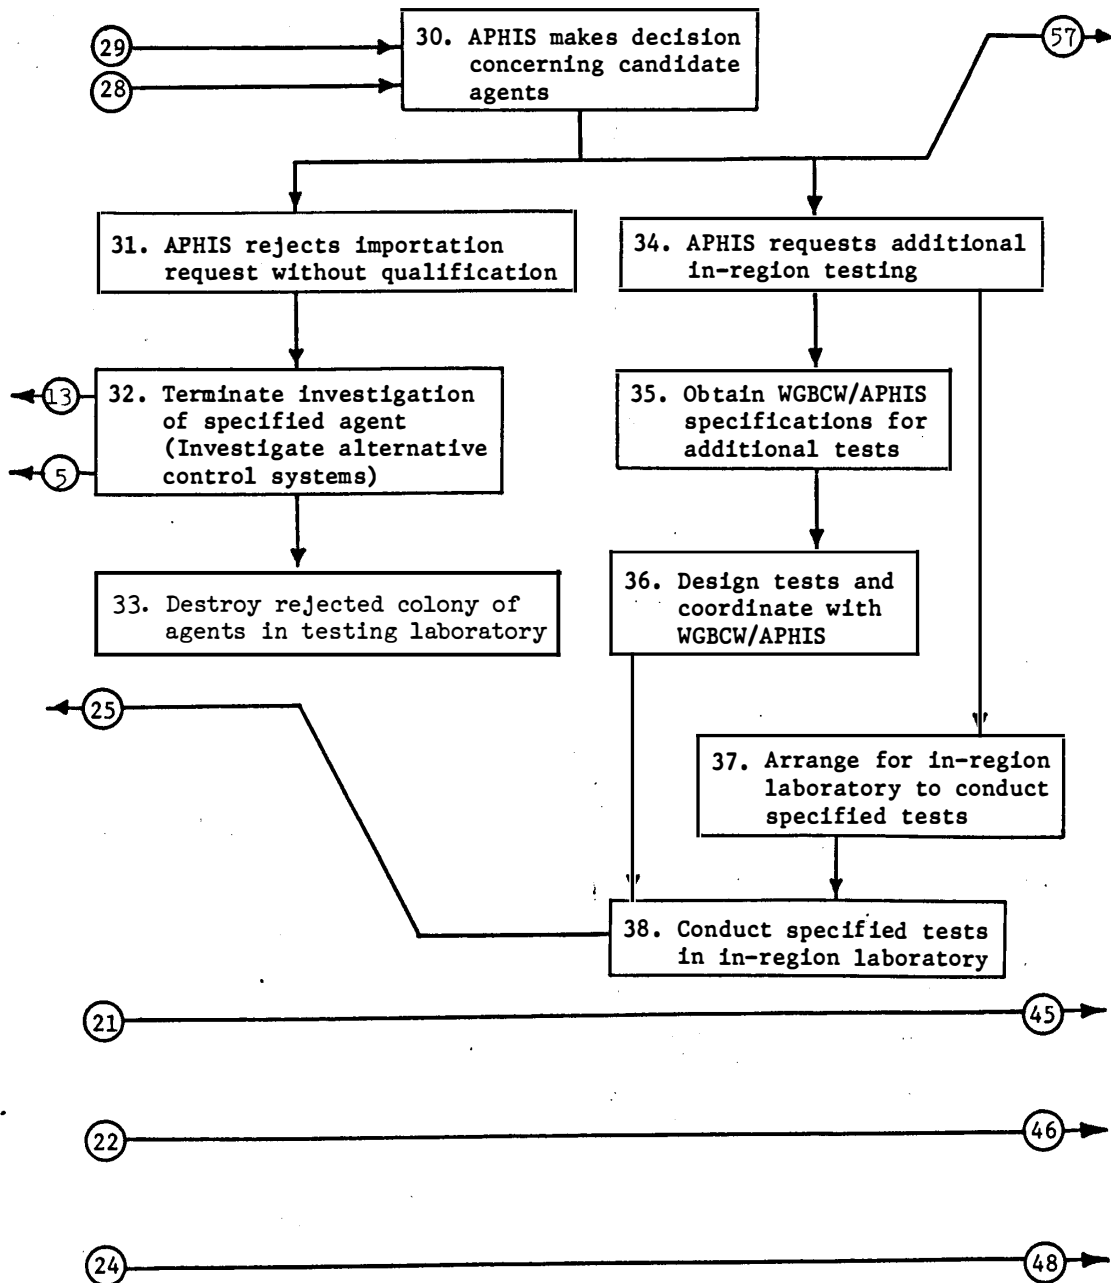 29
28
30. APHIS makes decision
concerning candidate
agents
57
31. APHIS rejects importation
request without qualification
34. APHIS requests additional
in-region testing
13
5
32. Terminate investigation
of specified agent
(Investigate alternative
control systems)
35. Obtain WGBCW/APHIS
specifications for
additional tests
33. Destroy rejected colony of
agents in testing laboratory
36. Design tests and
coordinate with
WGBCW/APHIS
25
37. Arrange for in-region
laboratory to conduct
specified tests
38. Conduct specified tests
in in-region laboratory
21
45
22
46
24
48